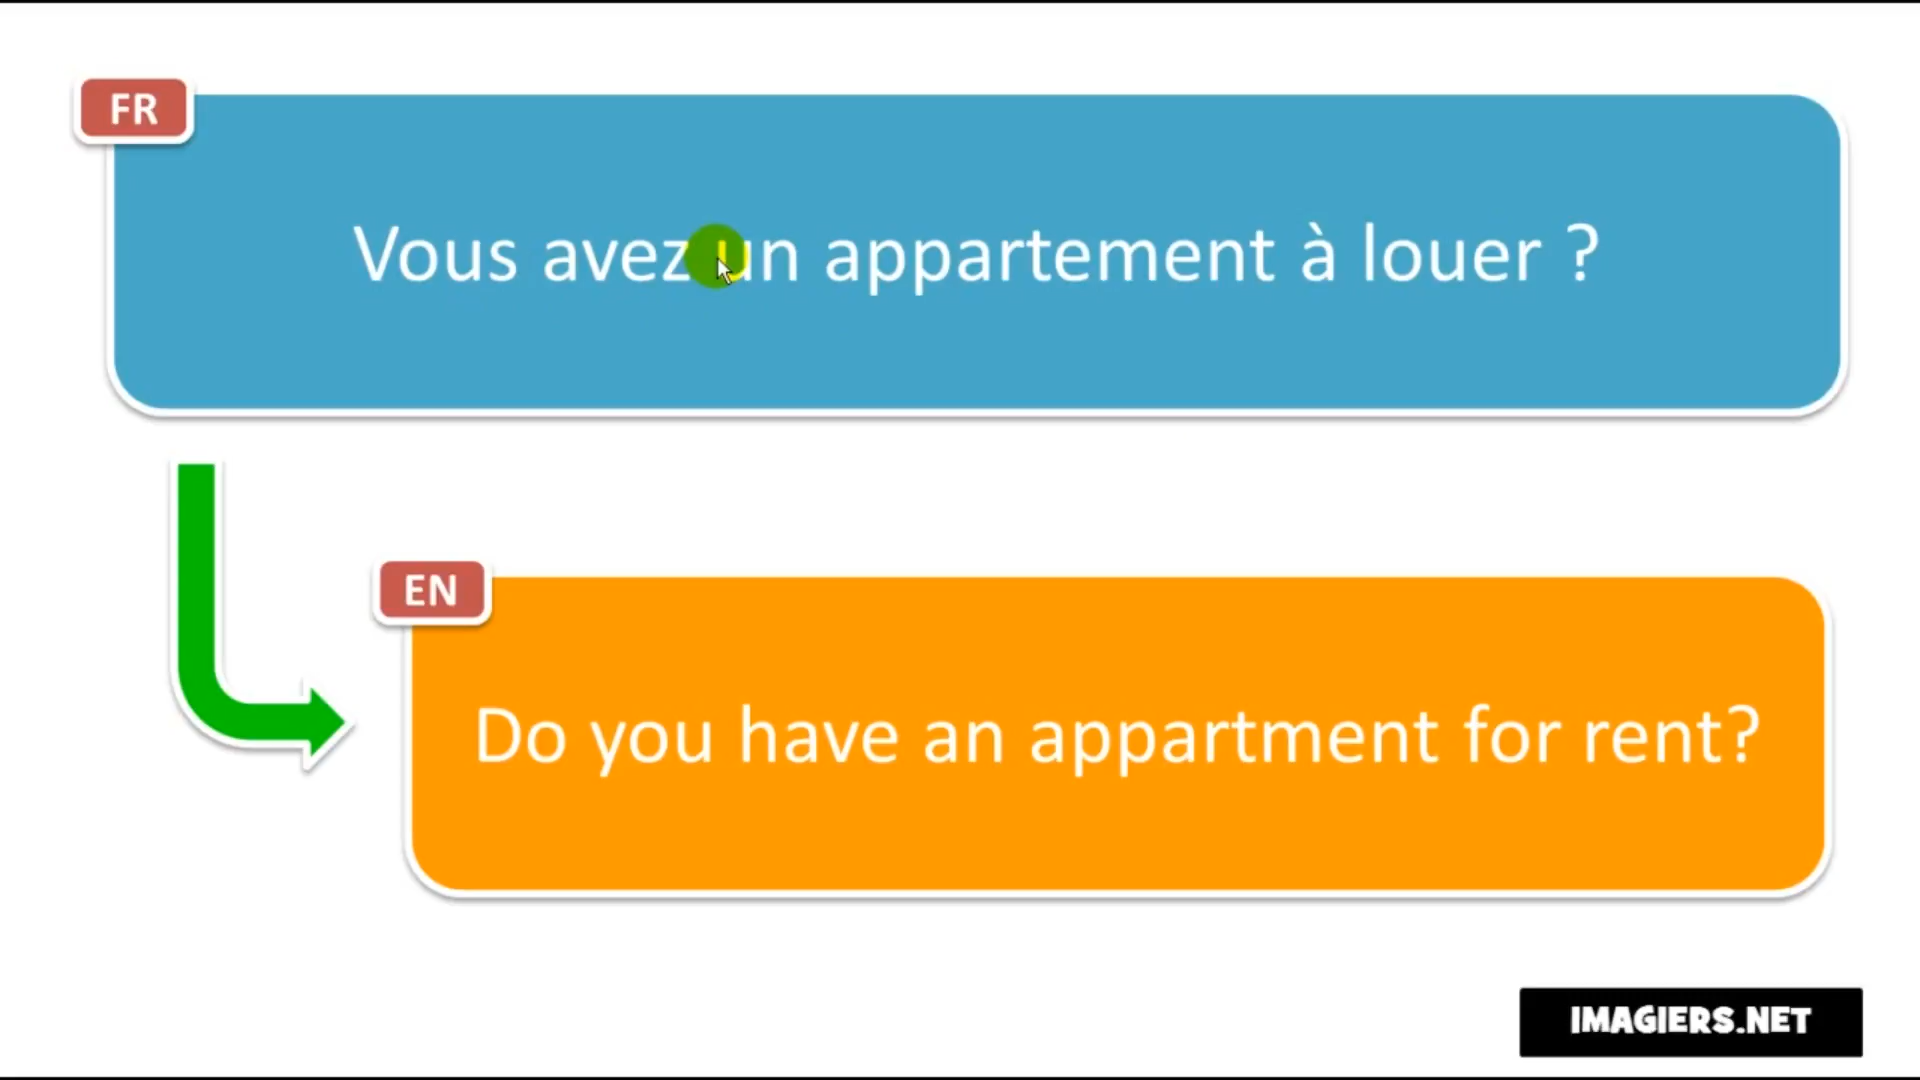 FR
Vous avez un appartement à louer ?
EN
Do you have an appartment for rent?
IMAGIERS.NET